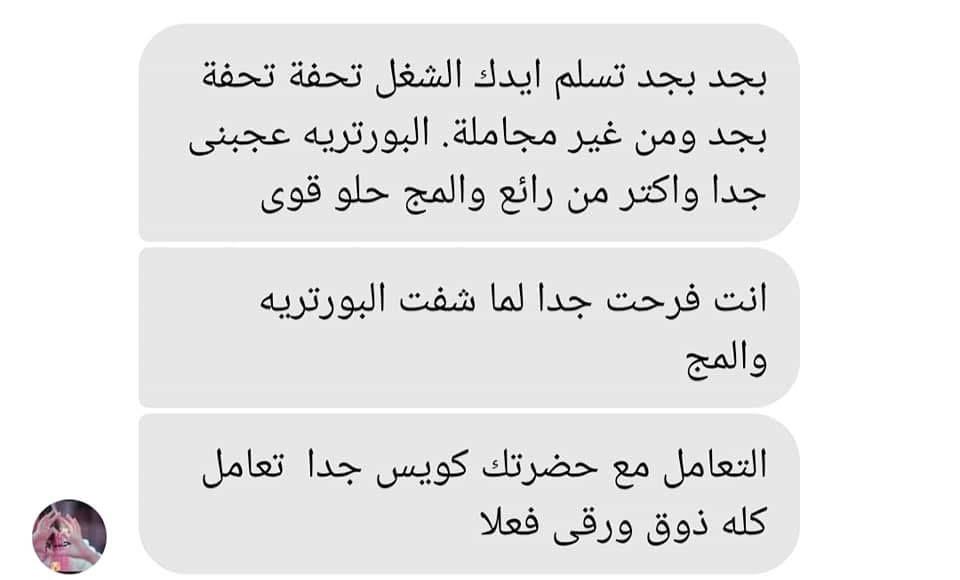 بجد بجد تسلم ايدك الشغل تحفة تحفة
بجد ومن غير مجاملة. البورتريه عجبنى
جدا واكتر من رائع والمج حلو قوى
انت فرحت جدا لما شفت البورتريه
والمج
التعامل مع حضرتك كويس جدا تعامل
كله ذوق ورقى فعلا